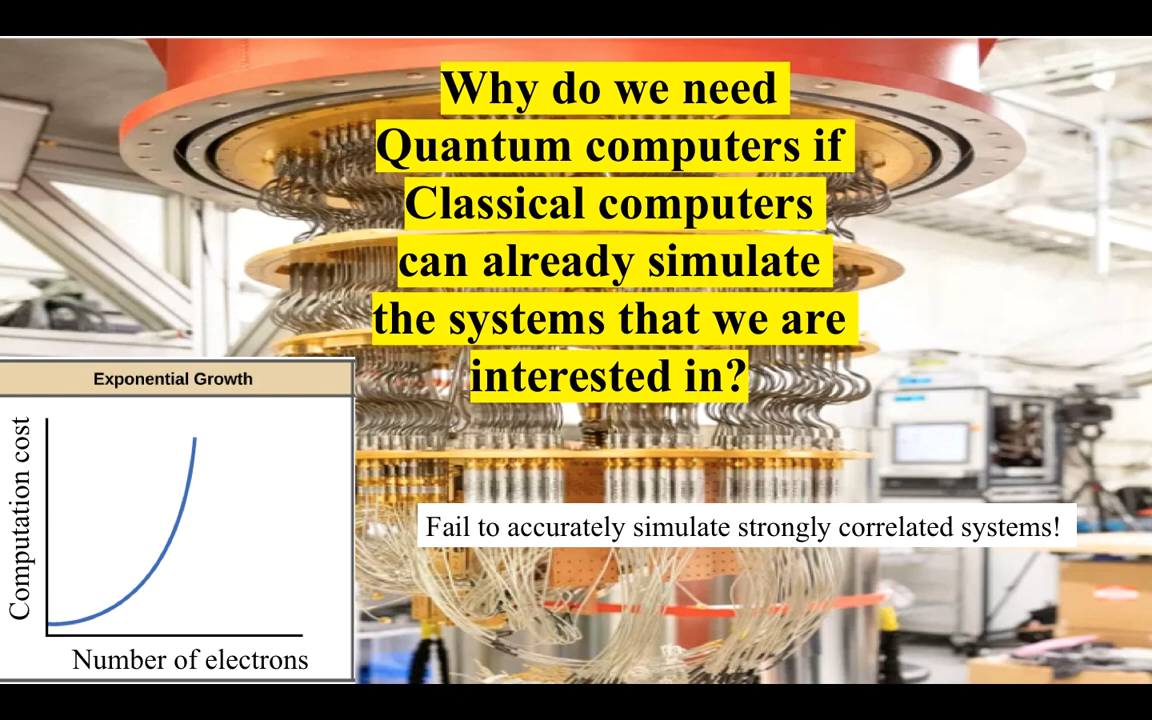 Why do we need
Quantum computers if
Classical computers
can already simulate
the systems that we are
interested in?
Exponential Growth
Computation cost
Number of electrons
Fail to accurately simulate strongly correlated systems!